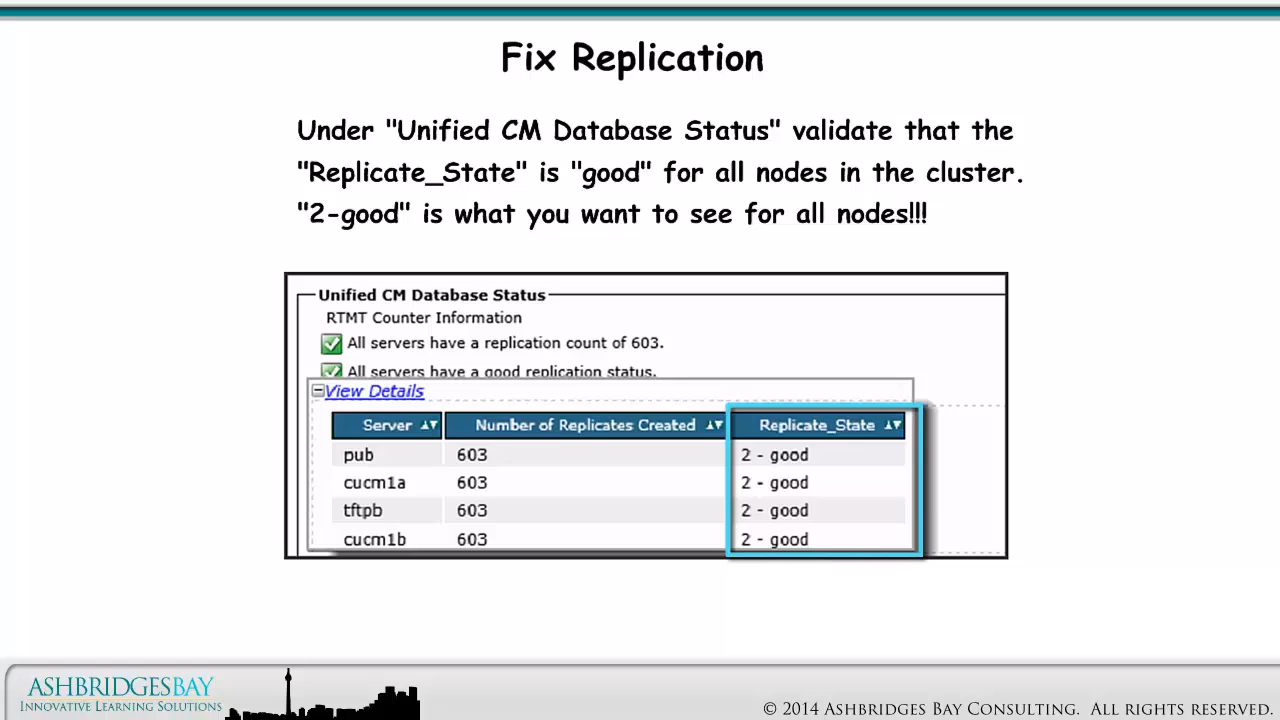 Fix Replication
Under "Unified CM Database Status" validate that the
"Replicate_State" is "good" for all nodes in the cluster.
"2-good" is what you want to see for all nodes!!!
Unified CM Database Status
RTMT Counter Information
All servers have a replication count of 603.
All servers have a good replication status.
View Details
Server Number of Replicates Created Replicate_State
pub 603 2 - good
cucm1a 603 2 - good
tftpb 603 2 - good
cucm1b 603 2 - good
ASHBRIDGESBAY
INNOVATIVE LEARNING SOLUTIONS
© 2014 ASHBRIDGES BAY CONSULTING. ALL RIGHTS RESERVED.